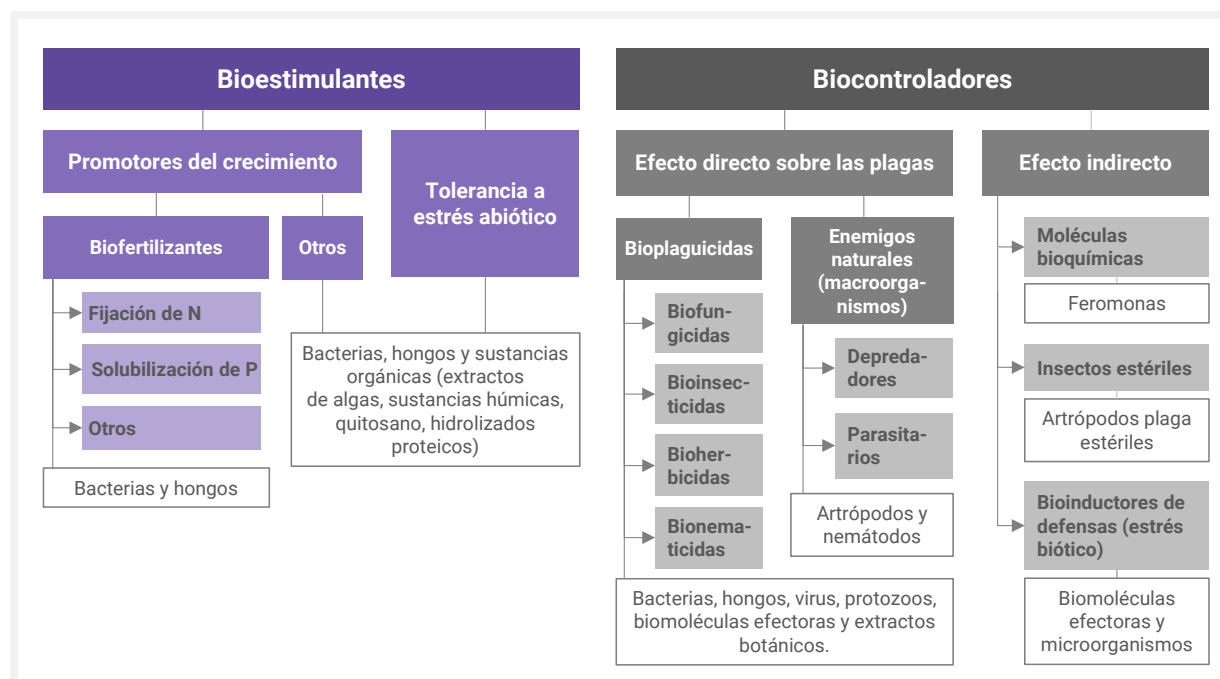 Bioestimulantes
Promotores del crecimiento
Tolerancia a
estrés abiótico
Biofertilizantes
Otros
Fijación de N
Solubilización de P
Otros
Bacterias y hongos
Bacterias, hongos y sustancias
orgánicas (extractos
de algas, sustancias húmicas,
quitosano, hidrolizados
proteicos)
Biocontroladores
Efecto directo sobre las plagas
Bioplaguicidas
Biofun-
gicidas
Bioinsec-
ticidas
Bioher-
bicidas
Bionema-
ticidas
Bacterias, hongos, virus, protozoos,
biomoléculas efectoras y extractos
botánicos.
Enemigos
naturales
(macroorga-
nismos)
Depreda-
dores
Parasita-
rios
Artrópodos y
nemátodos
Efecto indirecto
Moléculas
bioquímicas
Feromonas
Insectos estériles
Artrópodos plaga
estériles
Bioinductores de
defensas (estrés
biótico)
Biomoléculas
efectoras y
microorganismos